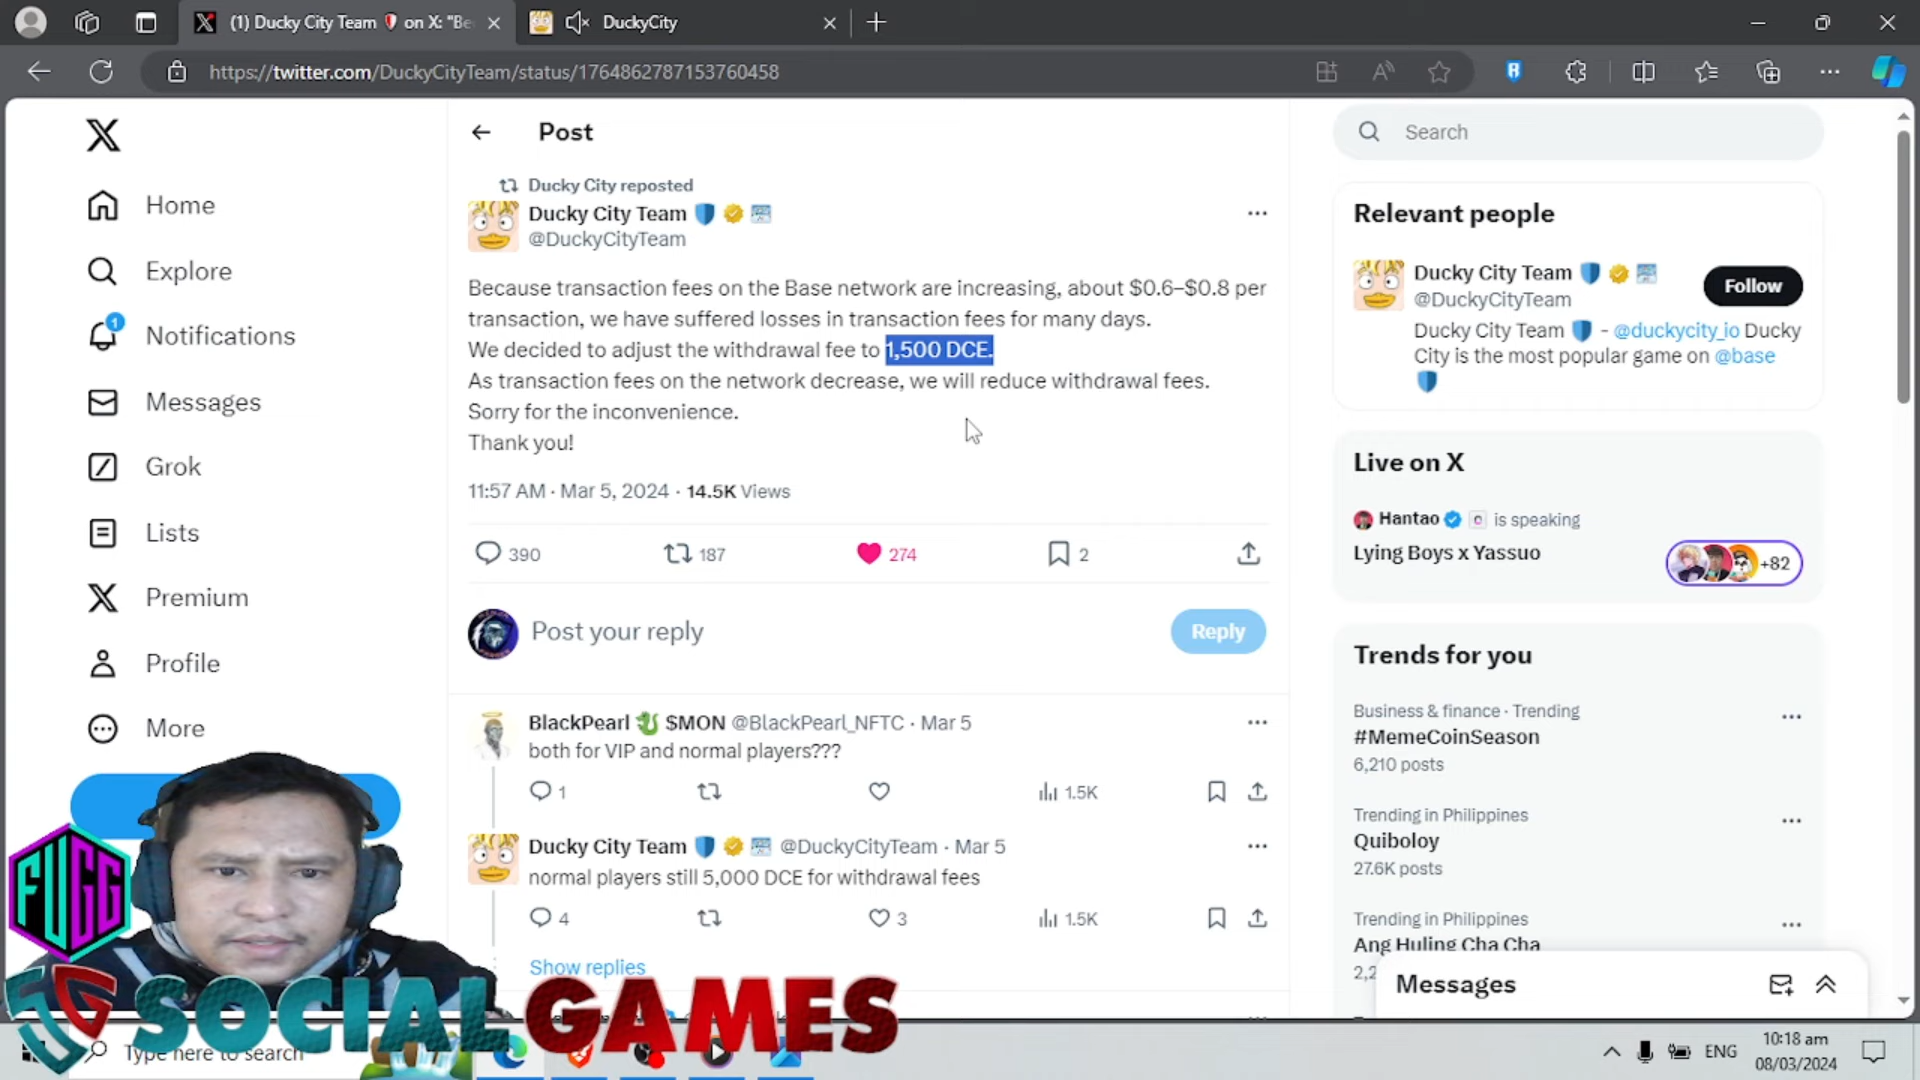 (1) Ducky City Team on X: "Be
DuckyCity
https://twitter.com/DuckyCityTeam/status/1764862787153760458
Home
Explore
Notifications
1
Messages
Grok
Lists
Premium
Profile
More
Post
Ducky City reposted
Ducky City Team
@DuckyCityTeam
Because transaction fees on the Base network are increasing, about $0.6–$0.8 per
transaction, we have suffered losses in transaction fees for many days.
We decided to adjust the withdrawal fee to 1,500 DCE.
As transaction fees on the network decrease, we will reduce withdrawal fees.
Sorry for the inconvenience.
Thank you!
11:57 AM · Mar 5, 2024 · 14.5K Views
390 187 274 2
Post your reply
Reply
BlackPearl $MON @BlackPearl_NFTC · Mar 5
both for VIP and normal players???
1 1.5K
Ducky City Team @DuckyCityTeam · Mar 5
normal players still 5,000 DCE for withdrawal fees
4 3 1.5K
Show replies
Search
Relevant people
Ducky City Team
@DuckyCityTeam
Follow
Ducky City Team - @duckycity_io Ducky
City is the most popular game on @base
Live on X
Hantao is speaking
Lying Boys x Yassuo
+82
Trends for you
Business & finance · Trending
#MemeCoinSeason
6,210 posts
Trending in Philippines
Quiboloy
27.6K posts
Trending in Philippines
Ang Huling Cha Cha
Messages
FUGG
SG SOCIAL GAMES
Type here to search
ENG
10:18 am
08/03/2024